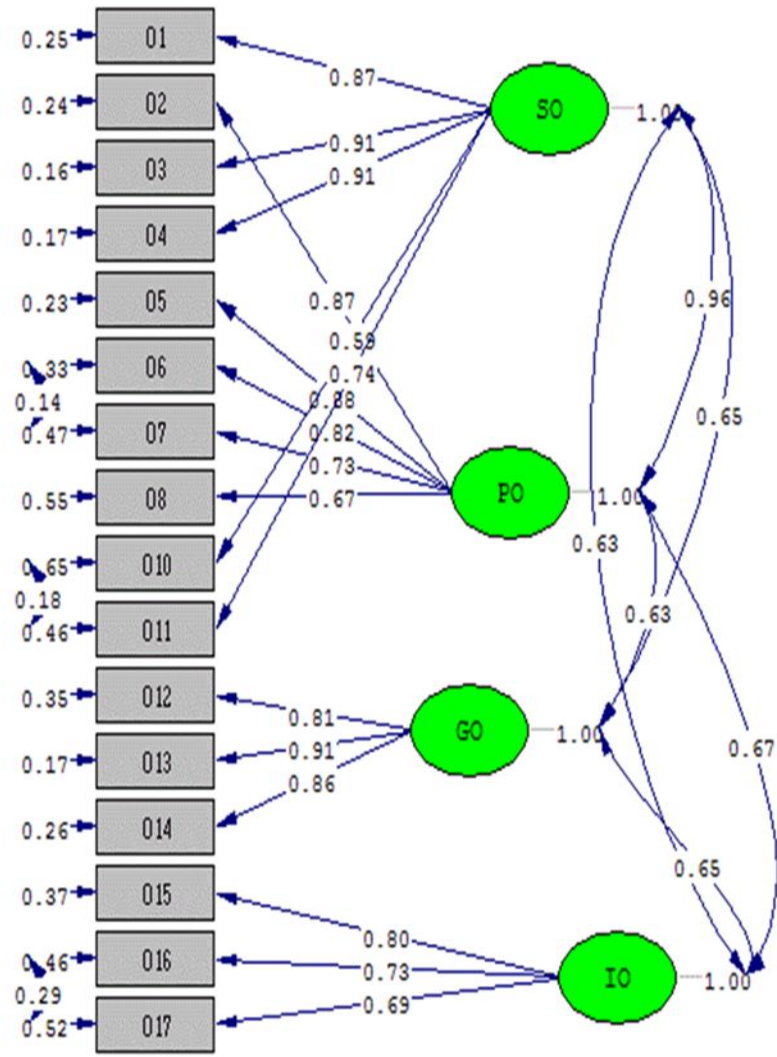 0.25 O1
0.87
SO 1.00
0.24 O2
0.91
0.16 O3
0.91
0.17 O4
0.23 O5
0.87
0.96
0.59
0.33 O6
0.74
0.14
0.88
0.65
0.47 O7
0.82
0.73
0.55 O8
0.67
PO 1.00
0.63
0.65 O10
0.18
0.46 O11
0.63
0.35 O12
0.81
GO 1.00
0.91
0.67
0.17 O13
0.86
0.26 O14
0.65
0.37 O15
0.80
0.46 O16
0.73
IO 1.00
0.29
0.69
0.52 O17